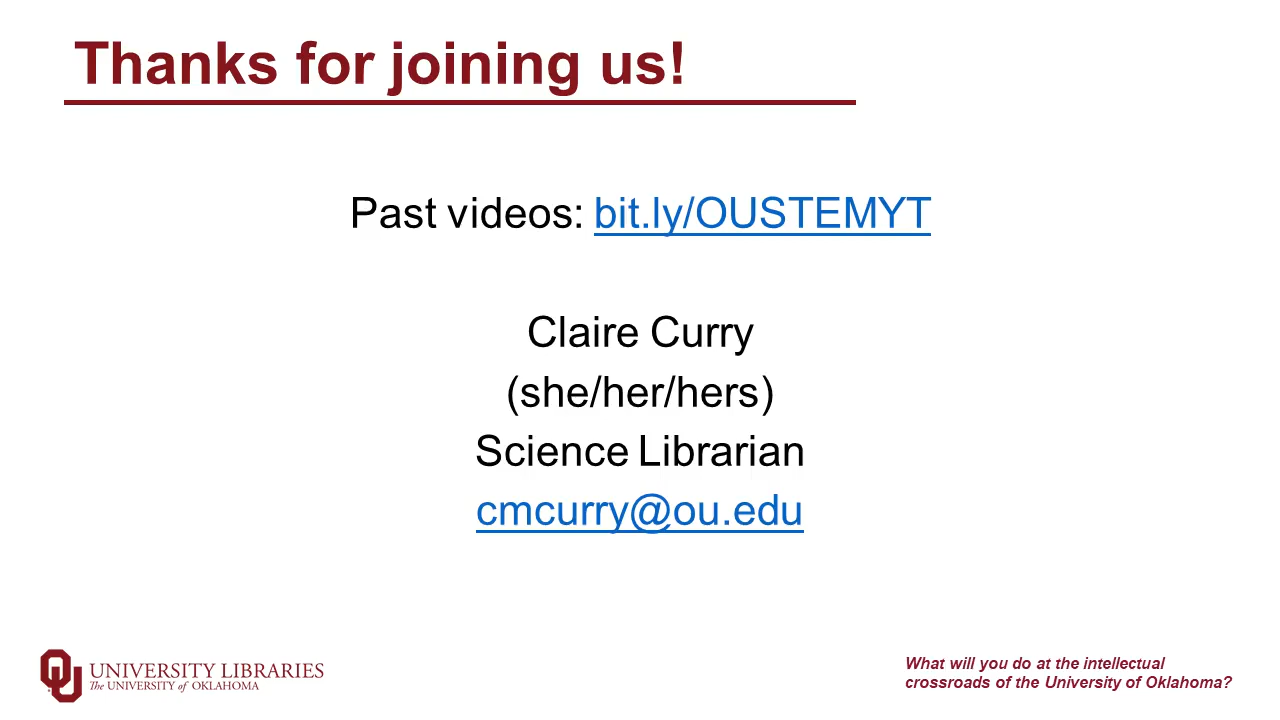 Thanks for joining us!
Past videos: bit.ly/OUSTEMYT
Claire Curry
(she/her/hers)
Science Librarian
cmcurry@ou.edu
OU
UNIVERSITY LIBRARIES
The UNIVERSITY of OKLAHOMA
What will you do at the intellectual
crossroads of the University of Oklahoma?